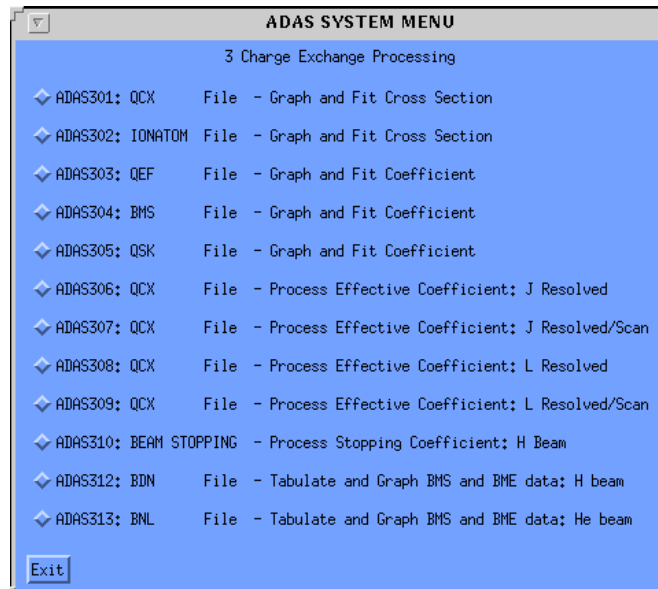 ADAS SYSTEM MENU
3 Charge Exchange Processing
ADAS301: QCX File - Graph and Fit Cross Section
ADAS302: IONATOM File - Graph and Fit Cross Section
ADAS303: QEF File - Graph and Fit Coefficient
ADAS304: BMS File - Graph and Fit Coefficient
ADAS305: QSK File - Graph and Fit Coefficient
ADAS306: QCX File - Process Effective Coefficient: J Resolved
ADAS307: QCX File - Process Effective Coefficient: J Resolved/Scan
ADAS308: QCX File - Process Effective Coefficient: L Resolved
ADAS309: QCX File - Process Effective Coefficient: L Resolved/Scan
ADAS310: BEAM STOPPING - Process Stopping Coefficient: H Beam
ADAS312: BDN File - Tabulate and Graph BMS and BME data: H beam
ADAS313: BNL File - Tabulate and Graph BMS and BME data: He beam
Exit